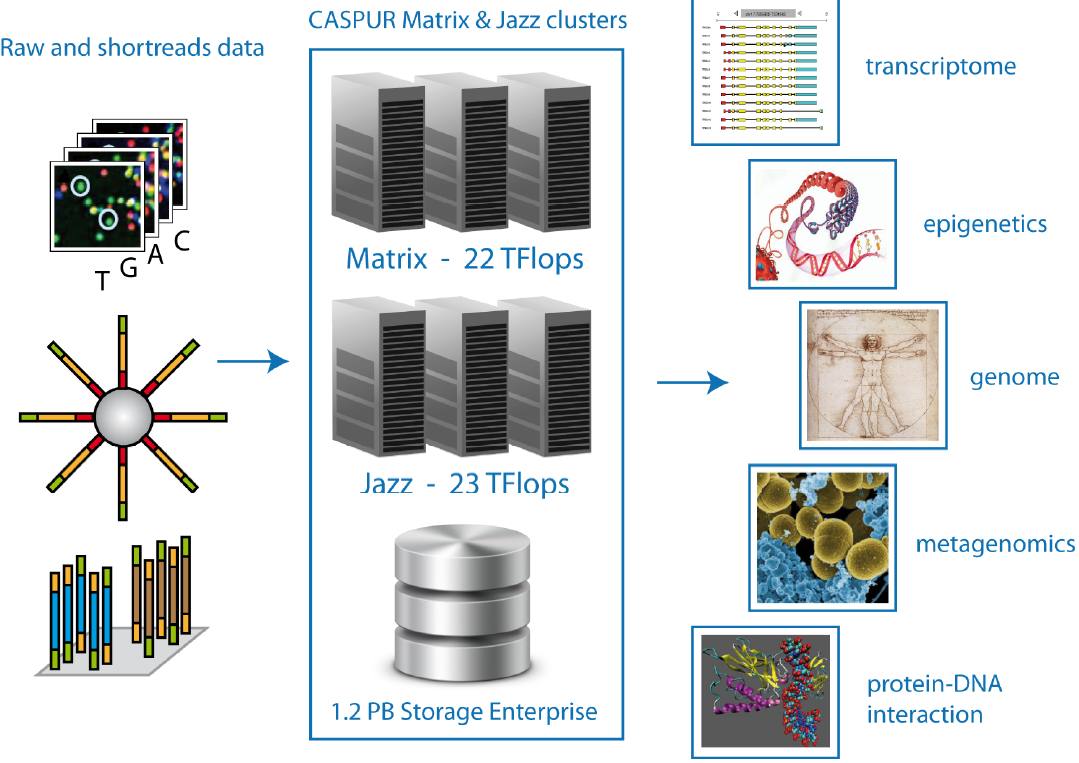 Raw and shortreads data
T
G
A
C
CASPUR Matrix & Jazz clusters
Matrix - 22 TFlops
Jazz - 23 TFlops
1.2 PB Storage Enterprise
transcriptome
epigenetics
genome
metagenomics
protein-DNA
interaction